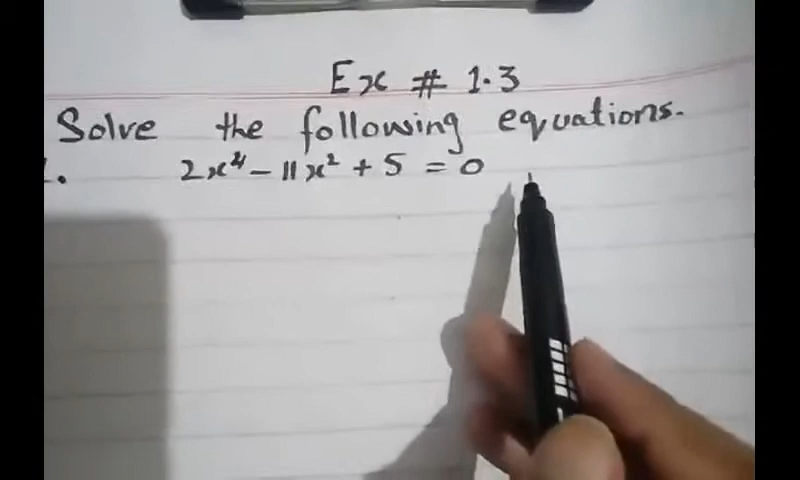 Ex # 1.3
Solve the following equations.
2x⁴ - 11x² + 5 = 0